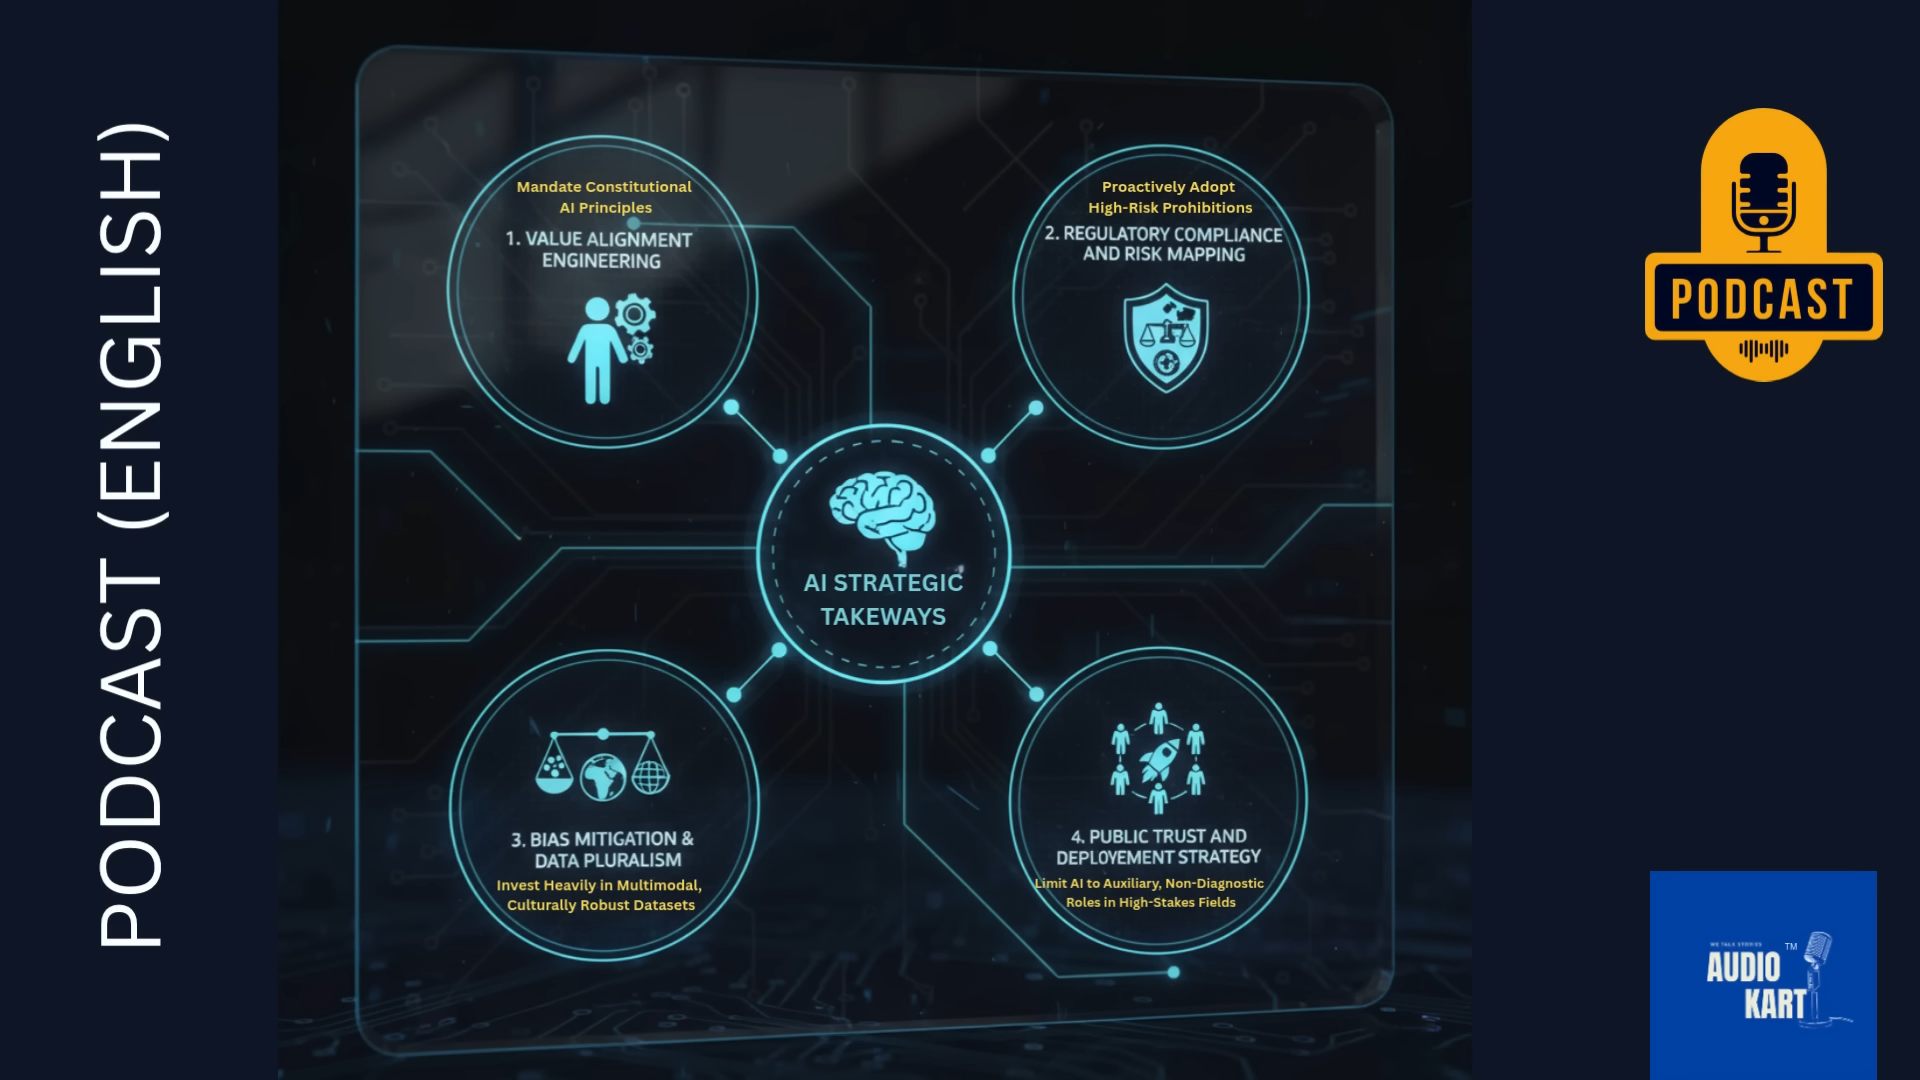 PODCAST (ENGLISH)
Mandate Constitutional
AI Principles
1. VALUE ALIGNMENT
ENGINEERING
Proactively Adopt
High-Risk Prohibitions
2. REGULATORY COMPLIANCE
AND RISK MAPPING
AI STRATEGIC
TAKEWAYS
3. BIAS MITIGATION &
DATA PLURALISM
Invest Heavily in Multimodal,
Culturally Robust Datasets
4. PUBLIC TRUST AND
DEPLOYEMENT STRATEGY
Limit AI to Auxiliary, Non-Diagnostic
Roles in High-Stakes Fields
PODCAST
WE TALK STORIES
TM
AUDIO
KART